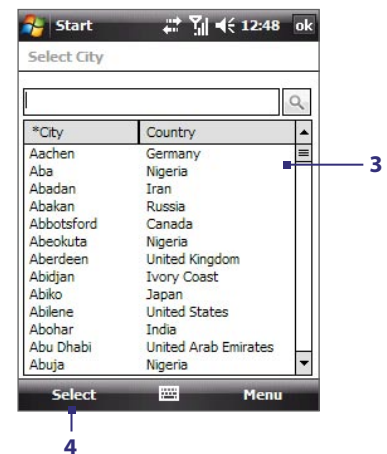 Start 12:48 ok
Select City
*City Country
Aachen Germany
Aba Nigeria
Abadan Iran
Abakan Russia
Abbotsford Canada
Abeokuta Nigeria
Aberdeen United Kingdom
Abidjan Ivory Coast
Abiko Japan
Abilene United States
Abohar India
Abu Dhabi United Arab Emirates
Abuja Nigeria
Select Menu
3
4